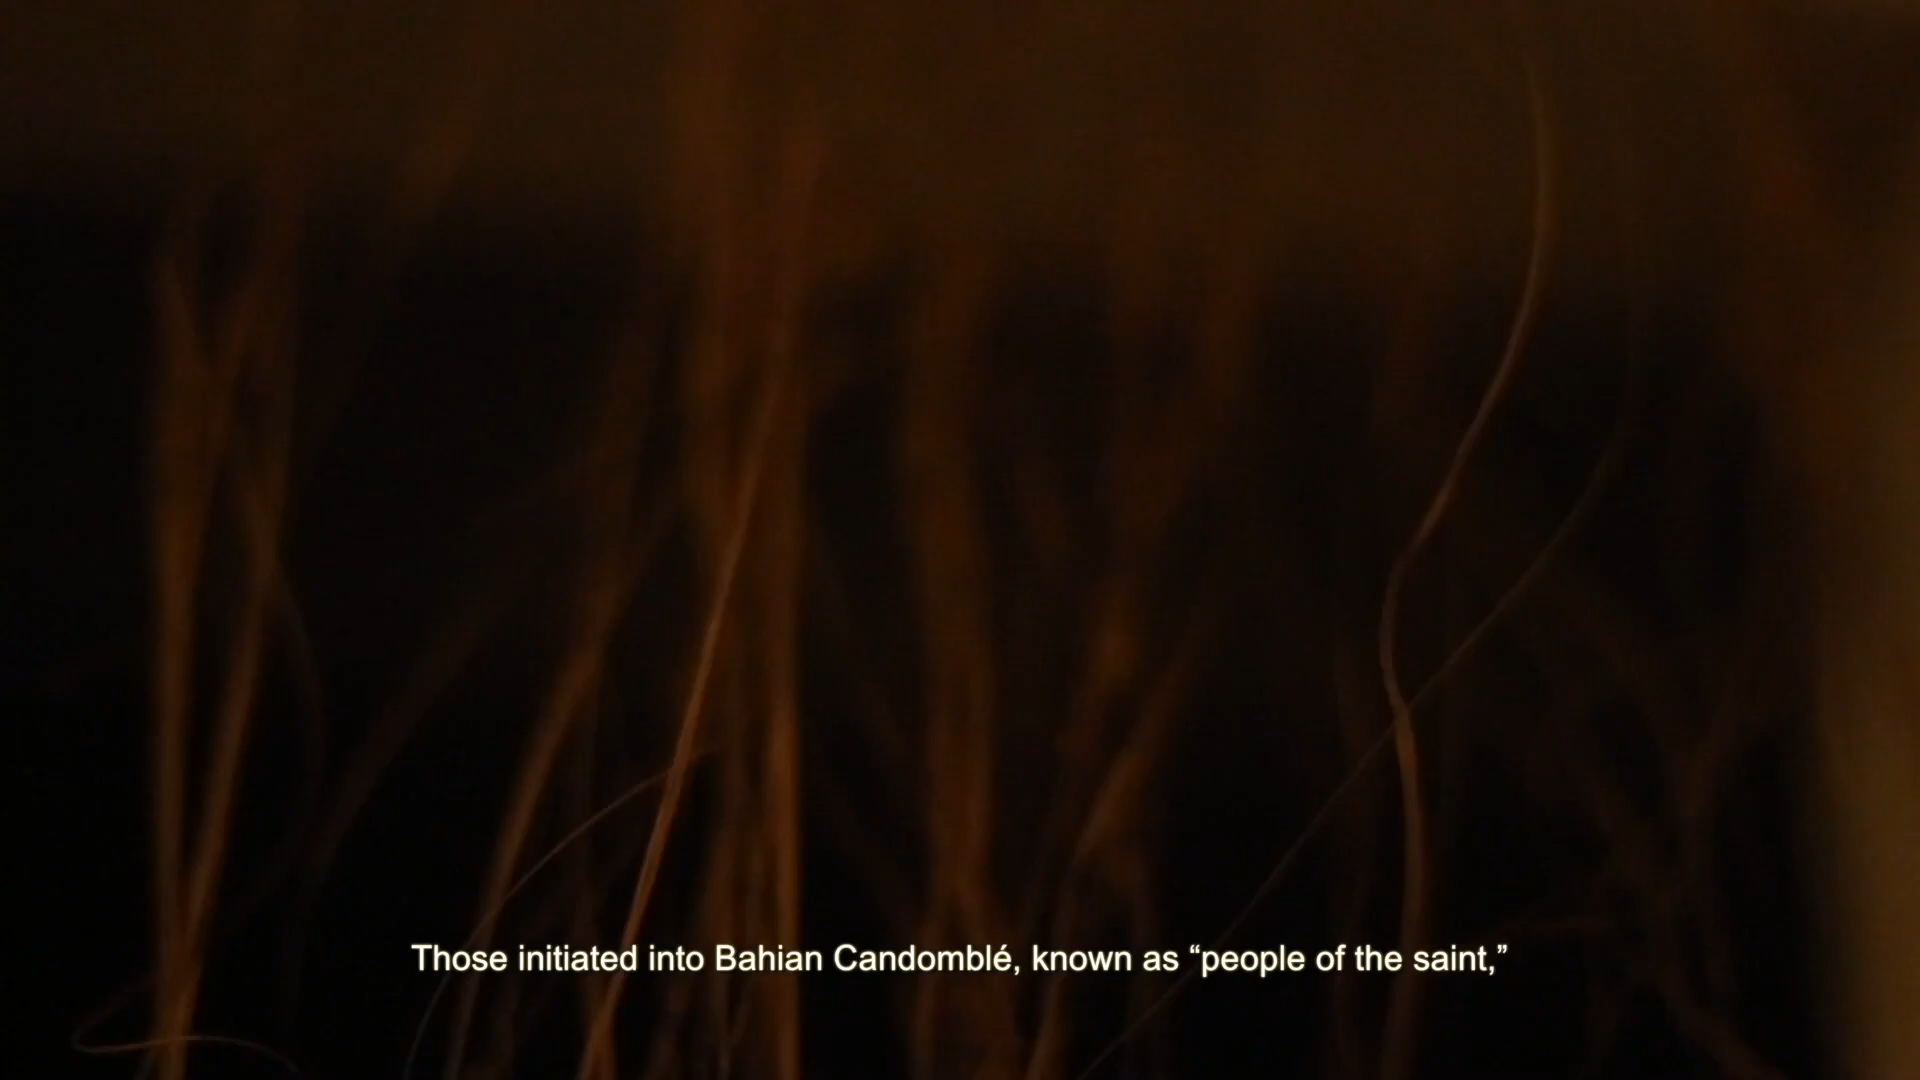 Those initiated into Bahian Candomblé, known as “people of the saint,”